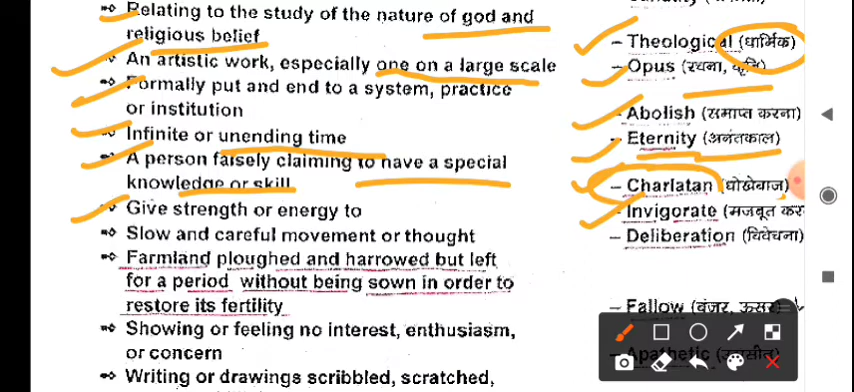 Relating to the study of the nature of god and
religious belief
– Theological (धार्मिक)
An artistic work, especially one on a large scale
– Opus (रचना, कृति)
Formally put and end to a system, practice
or institution
– Abolish (समाप्त करना)
Infinite or unending time
– Eternity (अनंतकाल)
A person falsely claiming to have a special
knowledge or skill
– Charlatan (धोखेबाज)
Give strength or energy to
– Invigorate (मजबूत कर
Slow and careful movement or thought
– Deliberation (विवेचना)
Farmland ploughed and harrowed but left
for a period without being sown in order to
restore its fertility
– Fallow (बंजर, ऊसर
Showing or feeling no interest, enthusiasm,
or concern
– Apathetic
Writing or drawings scribbled, scratched,